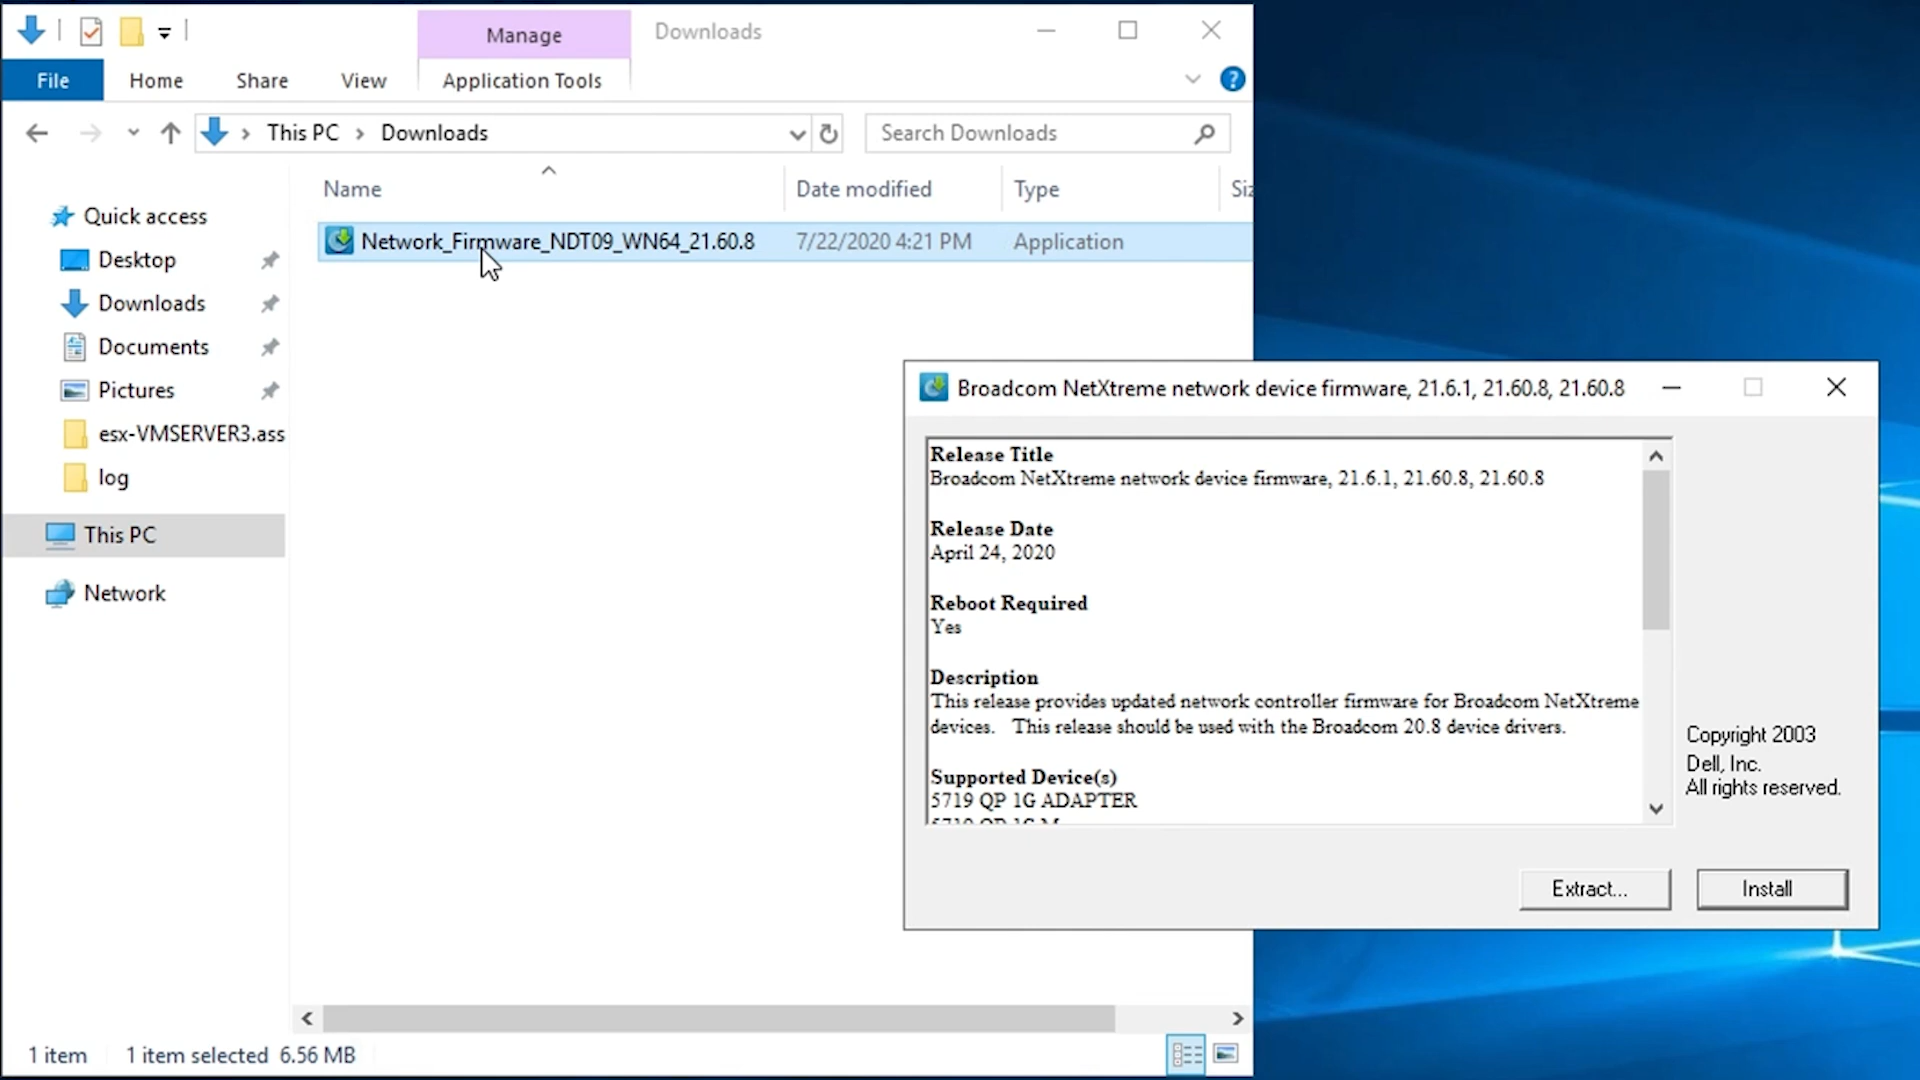 Manage
Downloads
File
Home
Share
View
Application Tools
?
This PC
Downloads
Search Downloads
Name
Date modified
Type
Quick access
Network_Firmware_NDT09_WN64_21.60.8
7/22/2020 4:21 PM
Application
Desktop
Downloads
Documents
Pictures
esx-VMSERVER3.ass
log
This PC
Network
Broadcom NetXtreme network device firmware, 21.6.1, 21.60.8, 21.60.8
Release Title
Broadcom NetXtreme network device firmware, 21.6.1, 21.60.8, 21.60.8
Release Date
April 24, 2020
Reboot Required
Yes
Description
This release provides updated network controller firmware for Broadcom NetXtreme
devices. This release should be used with the Broadcom 20.8 device drivers.
Supported Device(s)
5719 QP 1G ADAPTER
Copyright 2003
Dell, Inc.
All rights reserved.
Extract...
Install
1 item
1 item selected 6.56 MB